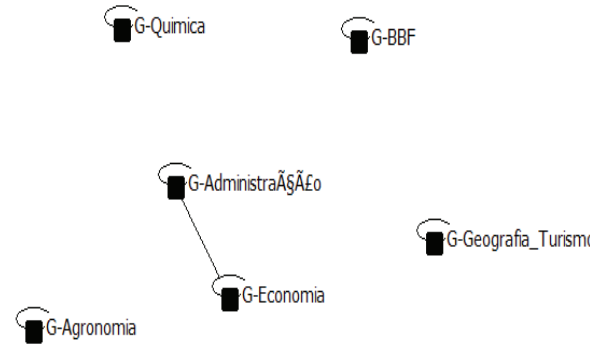 G-Quimica
G-BBF
G-AdministraÃ§Ã£o
G-Geografia_Turismo
G-Economia
G-Agronomia